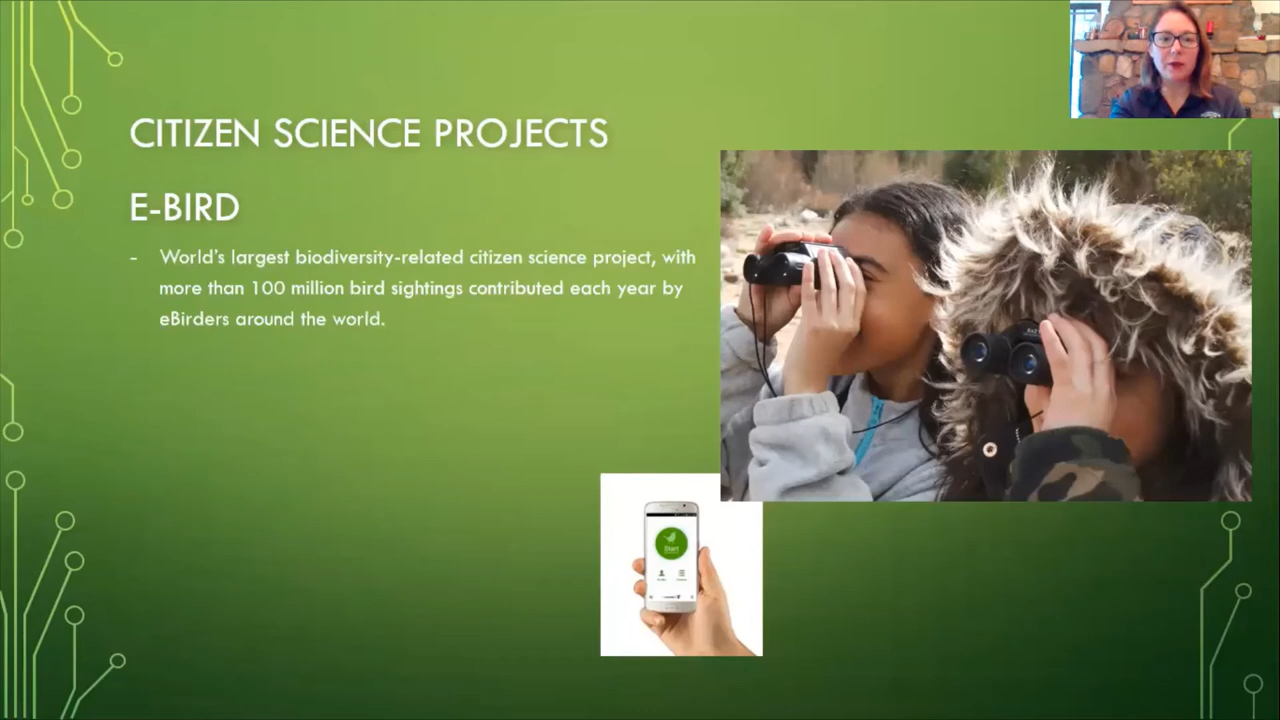 CITIZEN SCIENCE PROJECTS
E-BIRD
- World's largest biodiversity-related citizen science project, with
more than 100 million bird sightings contributed each year by
eBirders around the world.
Start